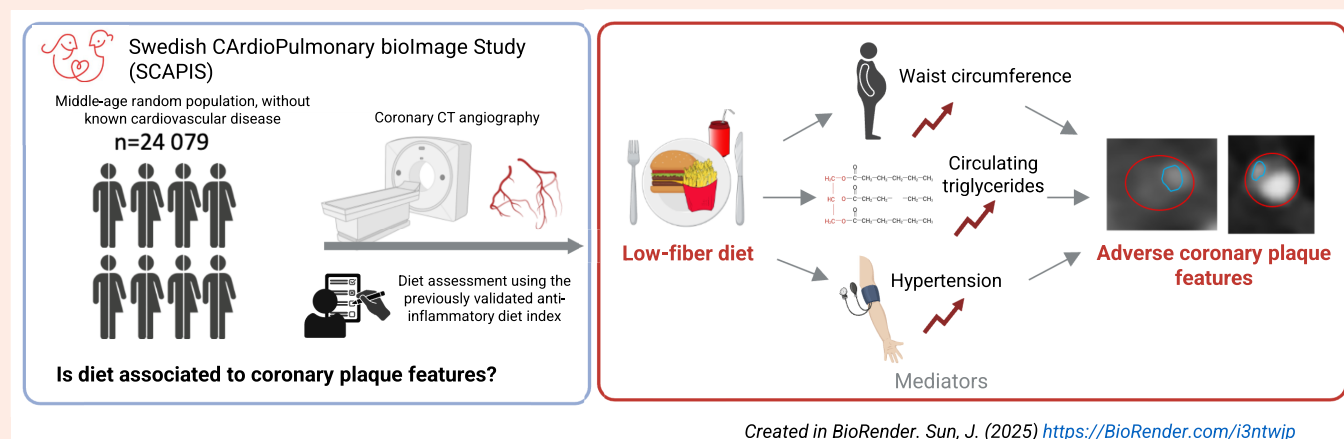 Swedish CArdioPulmonary bioImage Study
(SCAPIS)
Middle-age random population, without
known cardiovascular disease
n=24 079
Coronary CT angiography
Diet assessment using the
previously validated anti-
inflammatory diet index
Is diet associated to coronary plaque features?
Low-fiber diet
Waist circumference
Circulating
triglycerides
Hypertension
Mediators
Adverse coronary plaque
features
Created in BioRender. Sun, J. (2025) https://BioRender.com/i3ntwjp